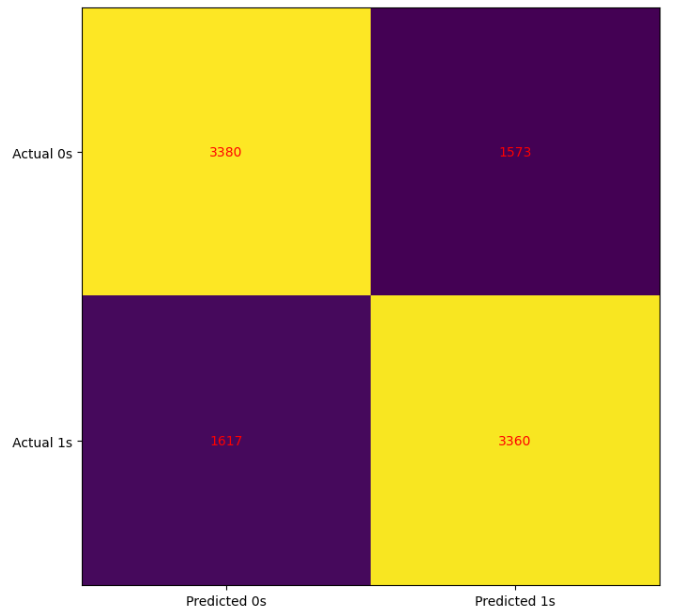 Actual 0s
3380
1573
Actual 1s
1617
3360
Predicted 0s
Predicted 1s